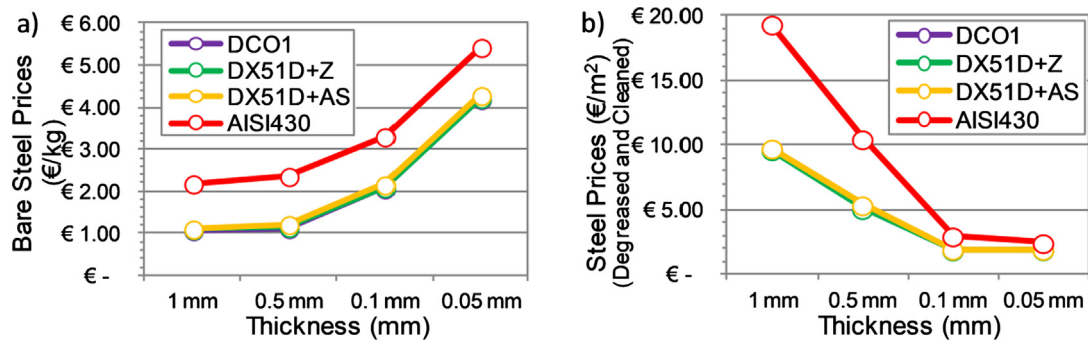 a)
Bare Steel Prices
(€/kg)
€ 6.00
€ 5.00
€ 4.00
€ 3.00
€ 2.00
€ 1.00
€ -
DCO1
DX51D+Z
DX51D+AS
AISI430
1 mm
0.5 mm
0.1 mm
0.05 mm
Thickness (mm)
b)
Steel Prices (€/m²)
(Degreased and Cleaned)
€ 20.00
€ 15.00
€ 10.00
€ 5.00
€ -
DCO1
DX51D+Z
DX51D+AS
AISI430
1 mm
0.5 mm
0.1 mm
0.05 mm
Thickness (mm)